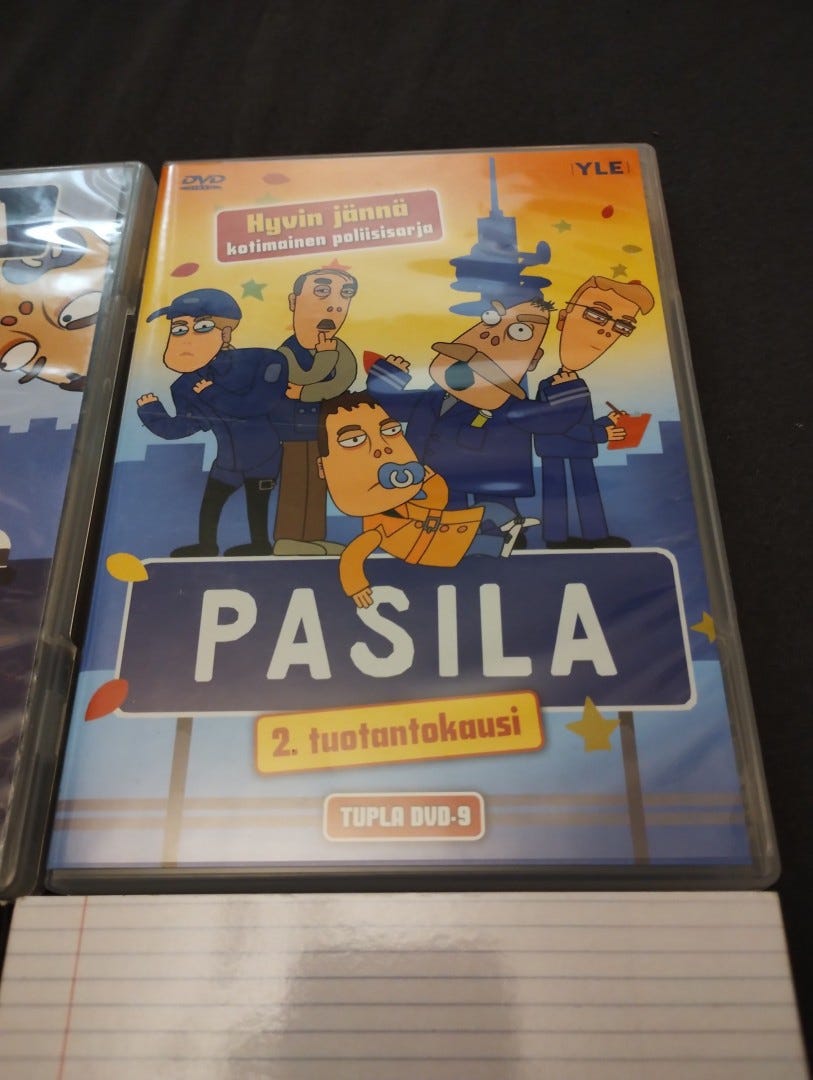 DVD
YLE
Hyvin jännä
kotimainen poliisisarja
PASILA
2. tuotantokausi
TUPLA DVD-9